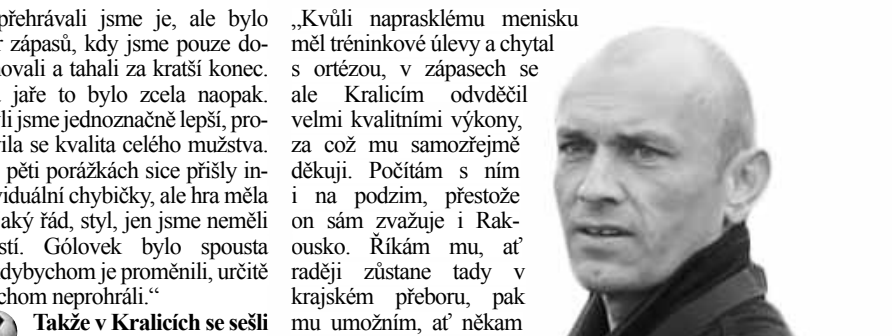 přehrávali jsme je, ale bylo
zápasů, kdy jsme pouze do-
ovali a tahali za kratší konec.
jaře to bylo zcela naopak.
li jsme jednoznačně lepší, pro-
vila se kvalita celého mužstva.
pěti porážkách sice přišly in-
viduální chybičky, ale hra měla
jaký řád, styl, jen jsme neměli
stí. Gólovek bylo spousta
dybychom je proměnili, určitě
chom neprohráli.“
Takže v Kralicích se sešli
„Kvůli naprasklému menisku
měl tréninkové úlevy a chytal
s ortézou, v zápasech se
ale Kralicím odvděčil
velmi kvalitními výkony,
za což mu samozřejmě
děkuji. Počítám s ním
i na podzim, přestože
on sám zvažuje i Rak-
ousko. Říkám mu, ať
raději zůstane tady v
krajském přeboru, pak
mu umožním, ať někam